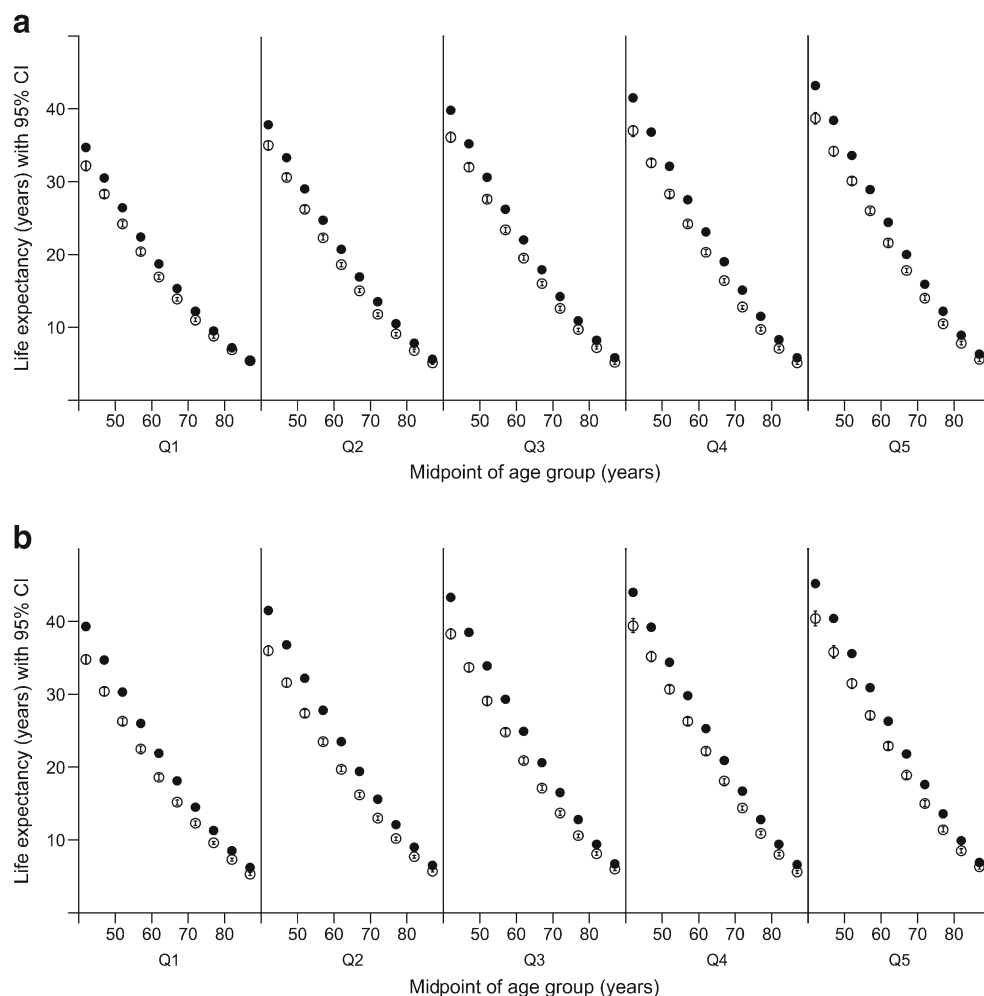 a
Life expectancy (years) with 95% CI
40
30
20
10
50 60 70 80 50 60 70 80 50 60 70 80 50 60 70 80 50 60 70 80
Q1 Q2 Q3 Q4 Q5
Midpoint of age group (years)
b
Life expectancy (years) with 95% CI
40
30
20
10
50 60 70 80 50 60 70 80 50 60 70 80 50 60 70 80 50 60 70 80
Q1 Q2 Q3 Q4 Q5
Midpoint of age group (years)